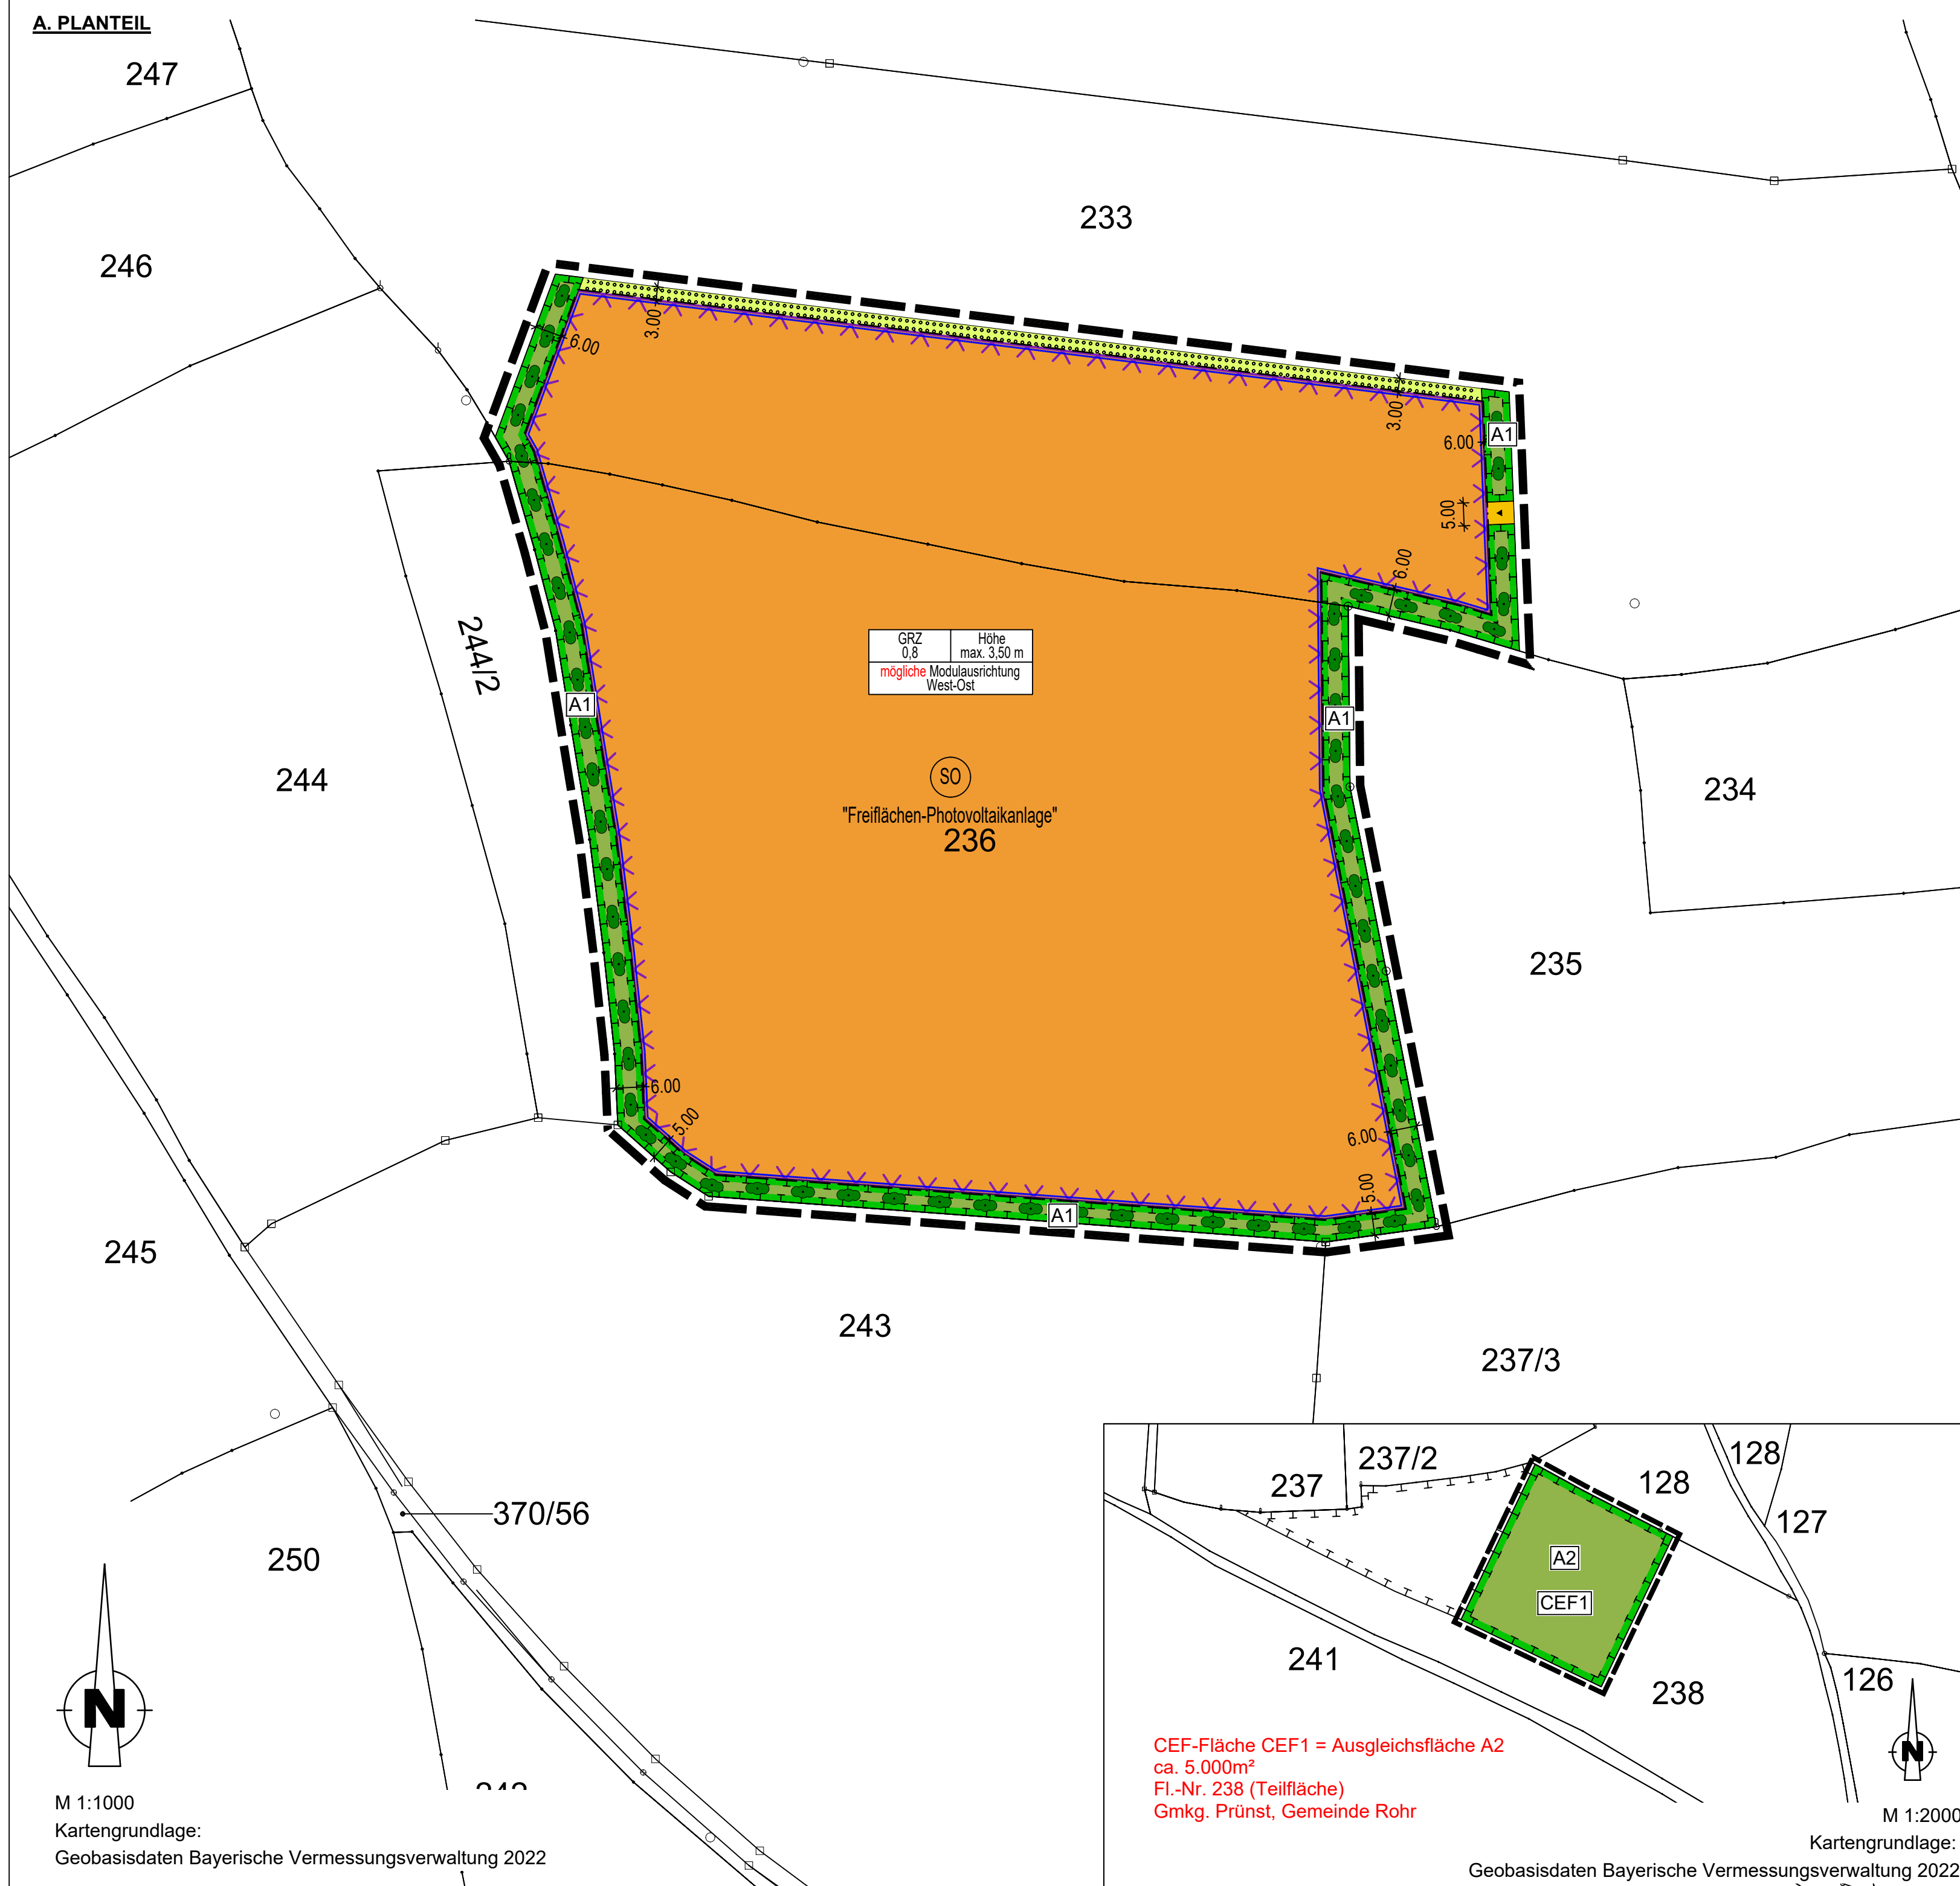 A. PLANTEIL
247
233
246
3.00
6.00
3.00
6.00
A1
5.00
6.00
GRZ
0,8
Höhe
max. 3,50 m
mögliche Modulausrichtung
West-Ost
244/2
A1
A1
SO
"Freiflächen-Photovoltaikanlage"
236
244
234
235
6.00
5.00
6.00
5.00
A1
245
243
237/3
370/56
250
237
237/2
128
128
127
A2
CEF1
241
238
126
N
N
CEF-Fläche CEF1 = Ausgleichsfläche A2
ca. 5.000m²
Fl.-Nr. 238 (Teilfläche)
Gmkg. Prünst, Gemeinde Rohr
M 1:1000
Kartengrundlage:
Geobasisdaten Bayerische Vermessungsverwaltung 2022
M 1:2000
Kartengrundlage:
Geobasisdaten Bayerische Vermessungsverwaltung 2022